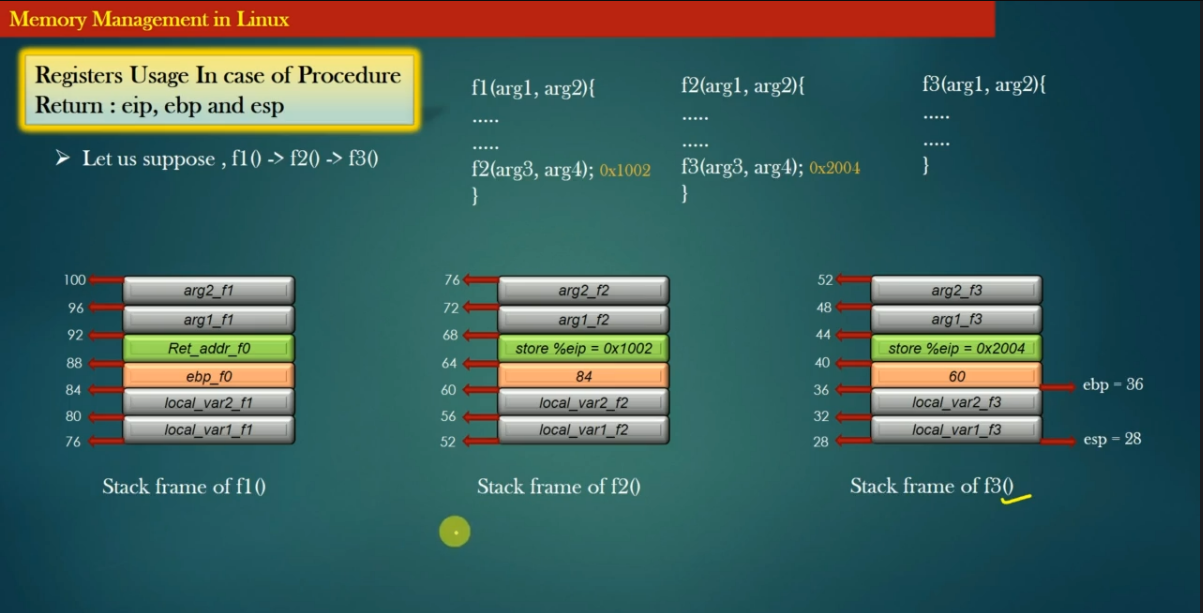 Memory Management in Linux
Registers Usage In case of Procedure
Return : eip, ebp and esp
➢ Let us suppose , f1() -> f2() -> f3()
f1(arg1, arg2){
.....
.....
f2(arg3, arg4); 0x1002
}
f2(arg1, arg2){
.....
.....
f3(arg3, arg4); 0x2004
}
f3(arg1, arg2){
.....
.....
}
100
arg2_f1
96
arg1_f1
92
Ret_addr_f0
88
ebp_f0
84
local_var2_f1
80
local_var1_f1
76
Stack frame of f1()
76
arg2_f2
72
arg1_f2
68
store %eip = 0x1002
64
84
60
local_var2_f2
56
local_var1_f2
52
Stack frame of f2()
52
arg2_f3
48
arg1_f3
44
store %eip = 0x2004
40
60
36
ebp = 36
local_var2_f3
32
local_var1_f3
28
esp = 28
Stack frame of f3()